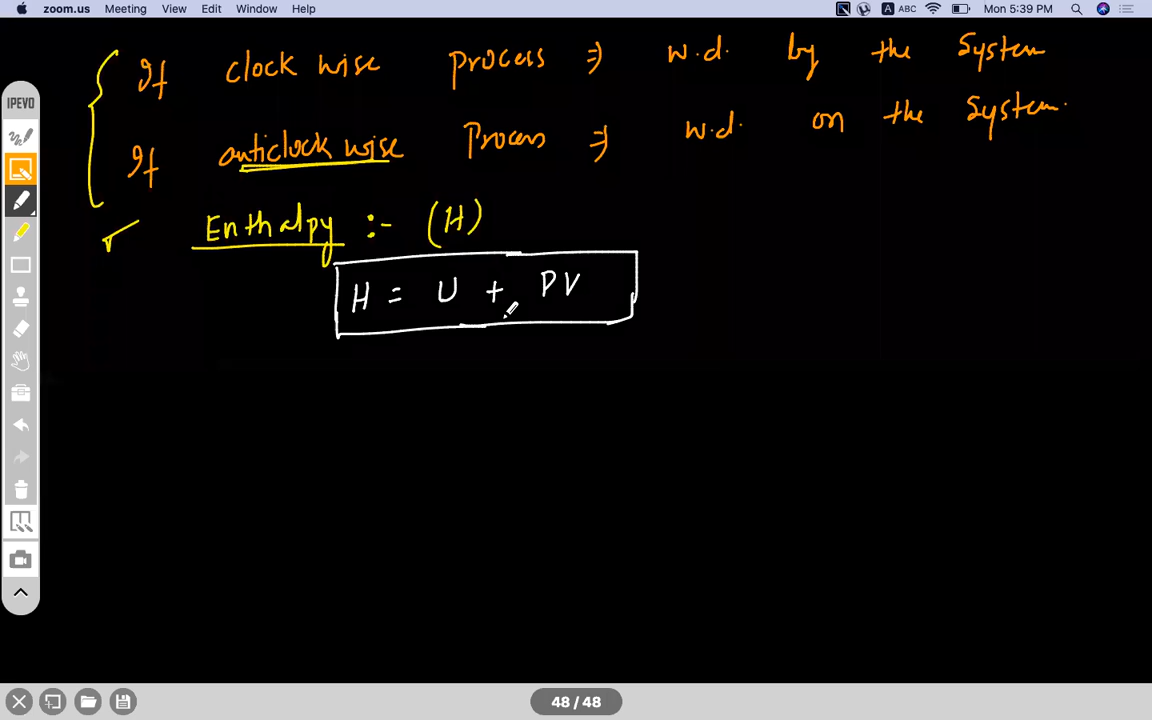 zoom.us Meeting View Edit Window Help A ABC Mon 5:39 PM
If clock wise process ⇒ w.d. by the system
If anticlock wise process ⇒ w.d. on the system.
Enthalpy :- (H)
H = U + PV
IPEVO
48 / 48